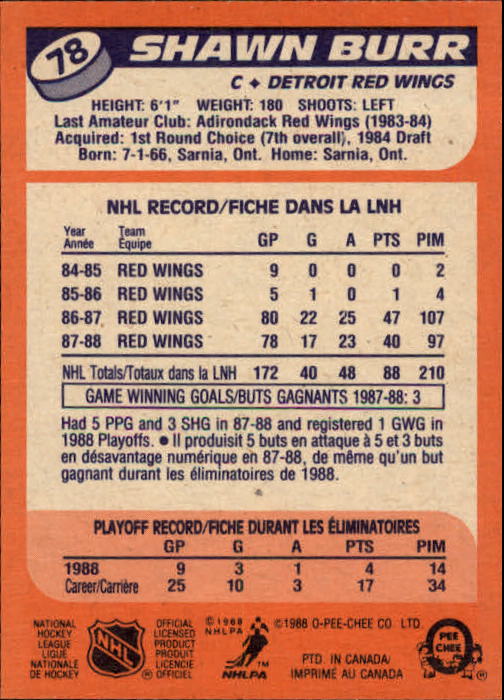 78
SHAWN BURR
C ♦ DETROIT RED WINGS
HEIGHT: 6'1" WEIGHT: 180 SHOOTS: LEFT
Last Amateur Club: Adirondack Red Wings (1983-84)
Acquired: 1st Round Choice (7th overall), 1984 Draft
Born: 7-1-66, Sarnia, Ont. Home: Sarnia, Ont.
NHL RECORD/FICHE DANS LA LNH
Year Team
Année Équipe GP G A PTS PIM
84-85 RED WINGS 9 0 0 0 2
85-86 RED WINGS 5 1 0 1 4
86-87 RED WINGS 80 22 25 47 107
87-88 RED WINGS 78 17 23 40 97
NHL Totals/Totaux dans la LNH 172 40 48 88 210
GAME WINNING GOALS/BUTS GAGNANTS 1987-88: 3
Had 5 PPG and 3 SHG in 87-88 and registered 1 GWG in
1988 Playoffs. ● Il produisit 5 buts en attaque à 5 et 3 buts
en désavantage numérique en 87-88, de même qu'un but
gagnant durant les éliminatoires de 1988.
PLAYOFF RECORD/FICHE DURANT LES ÉLIMINATOIRES
GP G A PTS PIM
1988 9 3 1 4 14
Career/Carrière 25 10 3 17 34
NATIONAL
HOCKEY
LEAGUE
LIGUE
NATIONALE
DE HOCKEY
NHL
®
OFFICIAL
LICENSED
PRODUCT
PRODUIT
LICENCIE
OFFICIEL
©1988
NHLPA
TM
NHLPA
©1988 O-PEE-CHEE CO. LTD.
PTD. IN CANADA/
IMPRIMÉ AU CANADA
O
PEE
CHEE
®